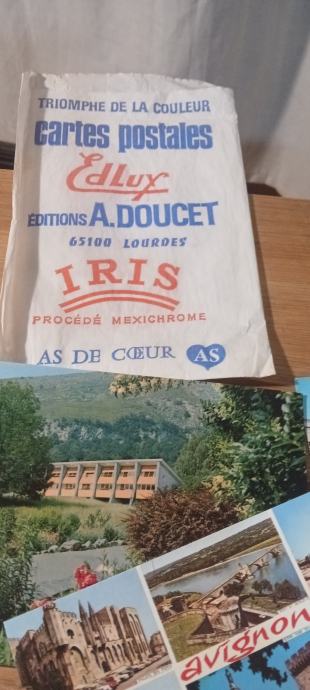 TRIOMPHE DE LA COULEUR
cartes postales
EdLux
ÉDITIONS A.DOUCET
65100 LOURDES
IRIS
PROCÉDÉ MEXICHROME
AS DE CŒUR AS
avignon